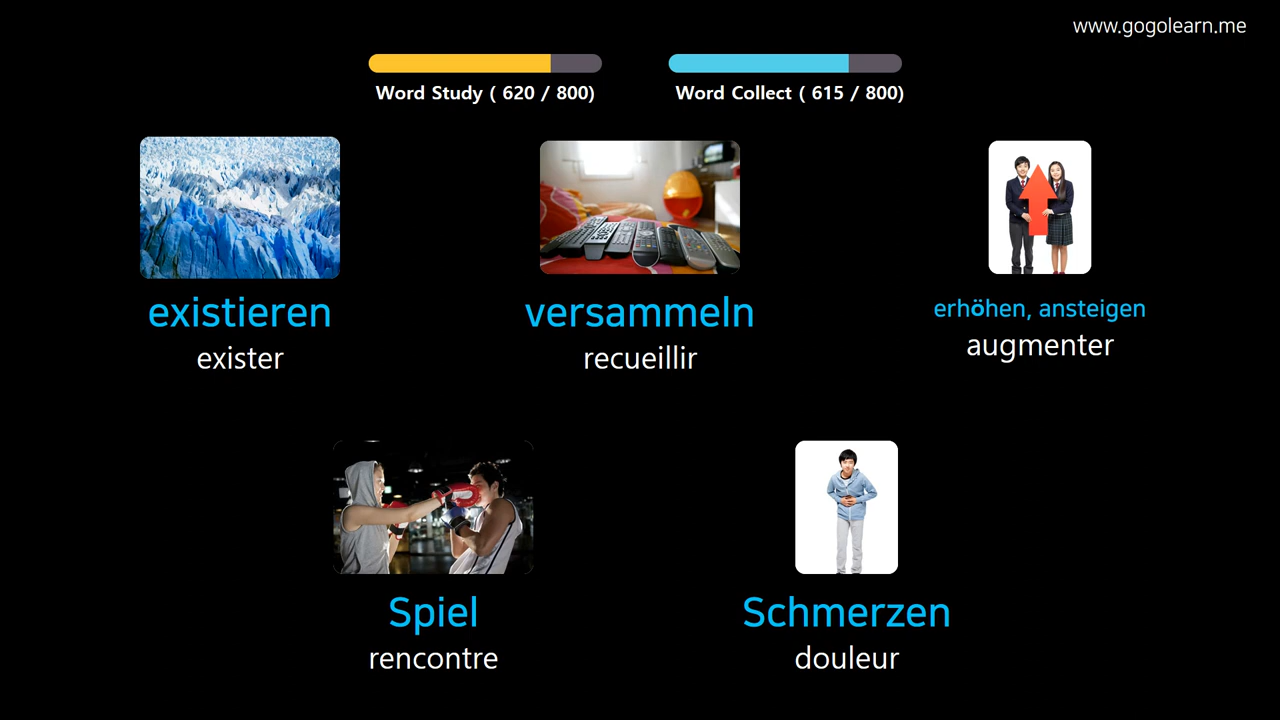 www.gogolearn.me
Word Study ( 620 / 800)
Word Collect ( 615 / 800)
existieren
exister
versammeln
recueillir
erhöhen, ansteigen
augmenter
Spiel
rencontre
Schmerzen
douleur